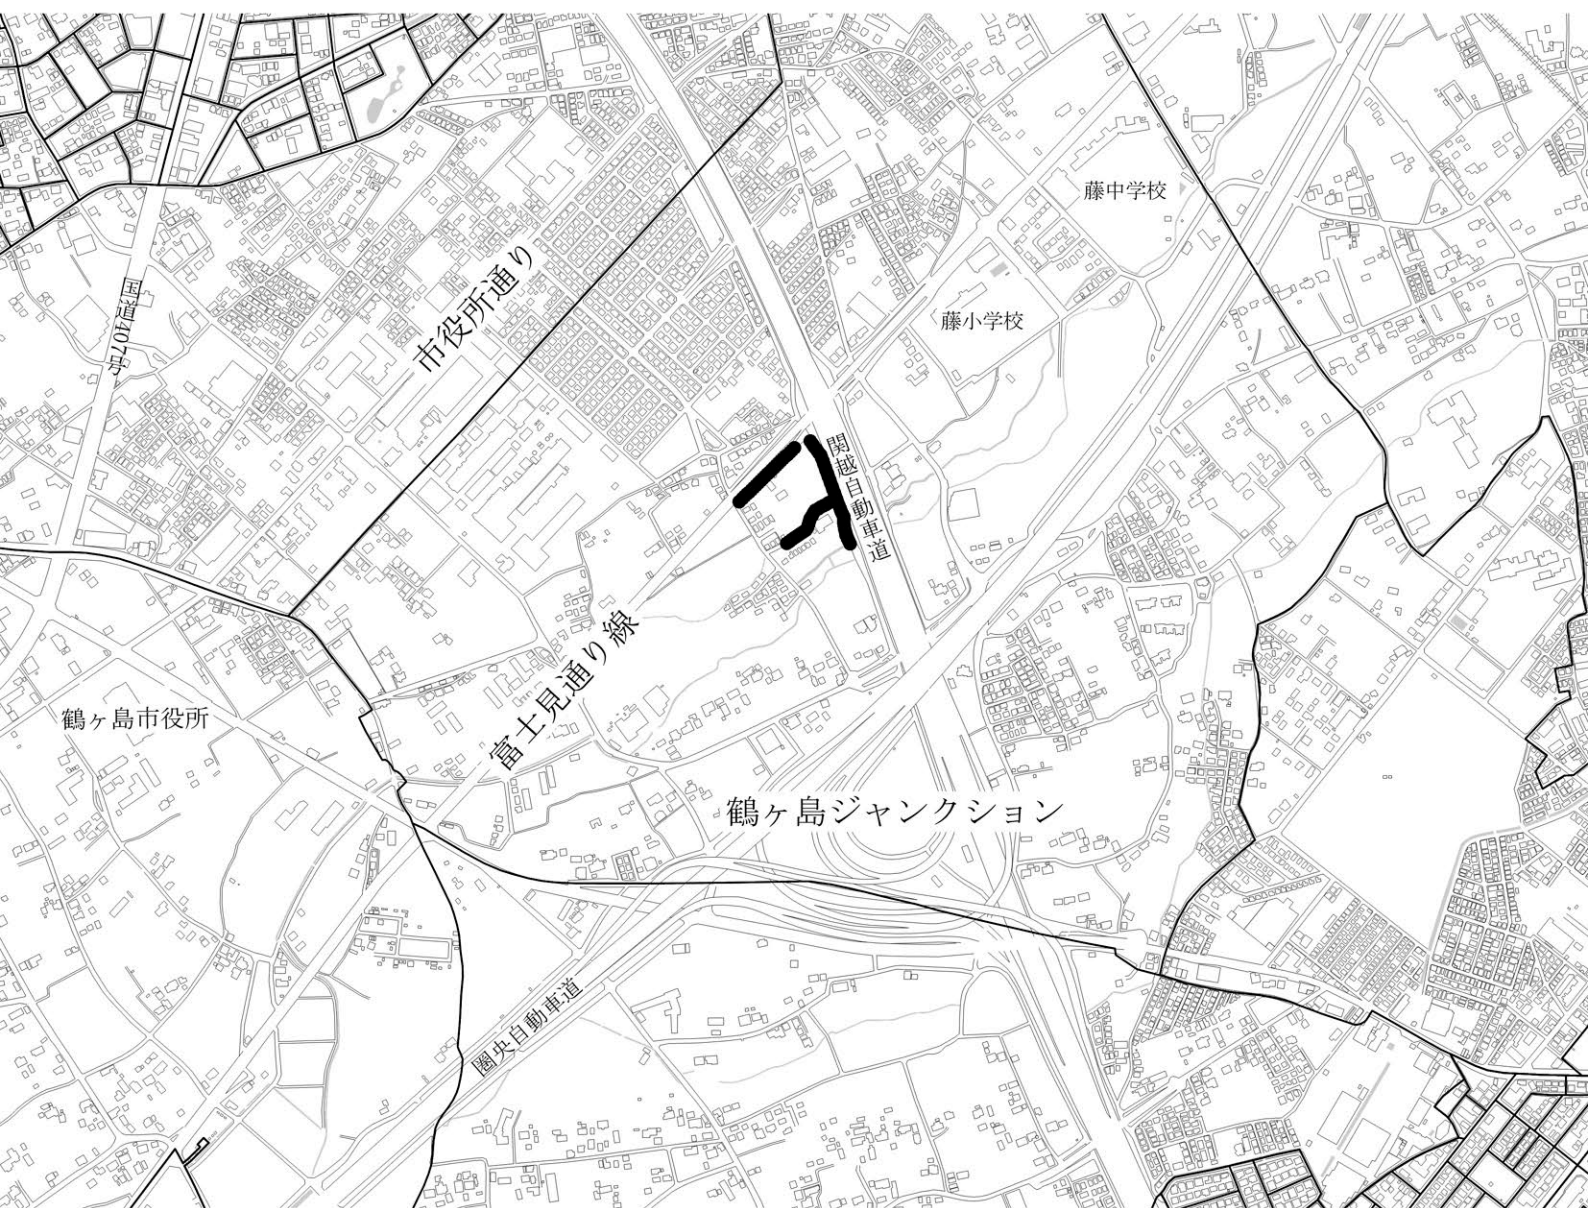 藤中学校
市役所通り
国道407号
藤小学校
関越自動車道
富士見通り線
鶴ヶ島市役所
鶴ヶ島ジャンクション
圏央自動車道